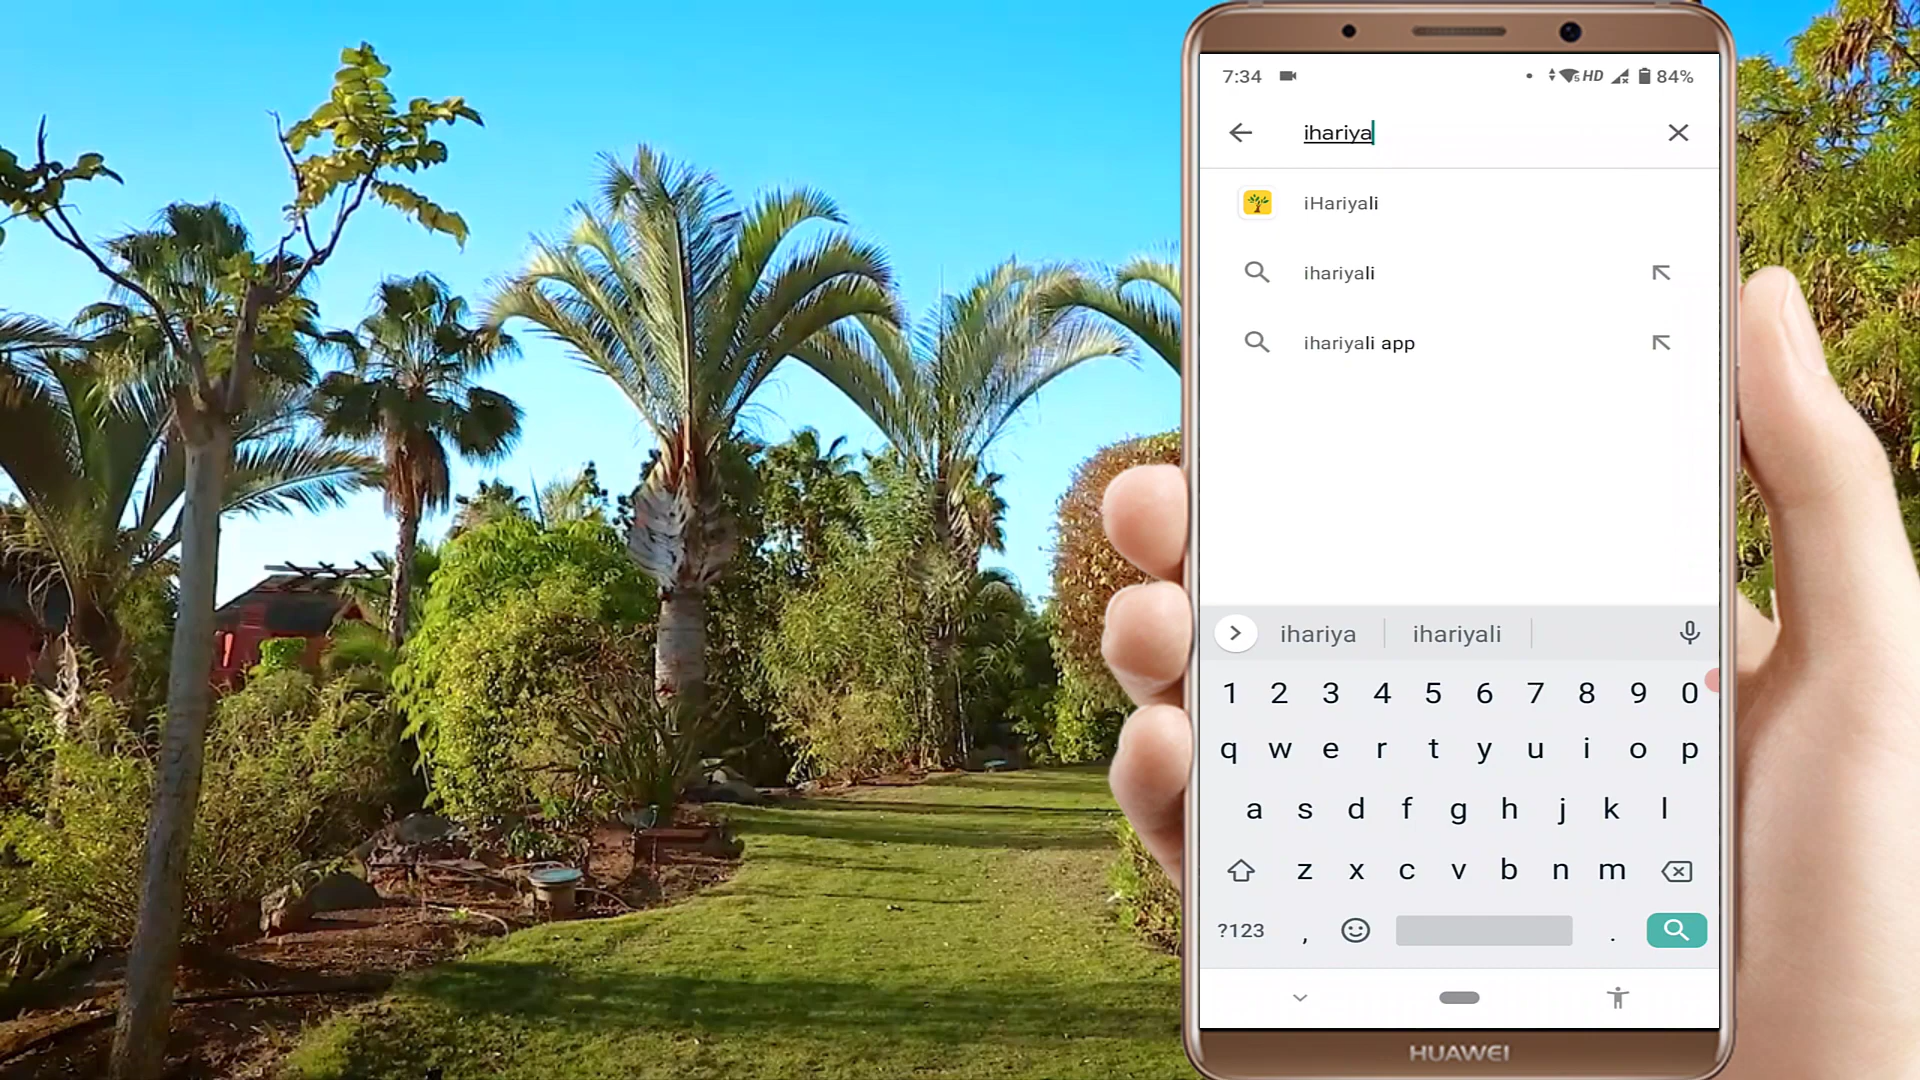 7:34 HD 84%
ihariya
iHariyali
ihariyali
ihariyali app
ihariya ihariyali
1 2 3 4 5 6 7 8 9 0
q w e r t y u i o p
a s d f g h j k l
z x c v b n m
?123 , .
HUAWEI